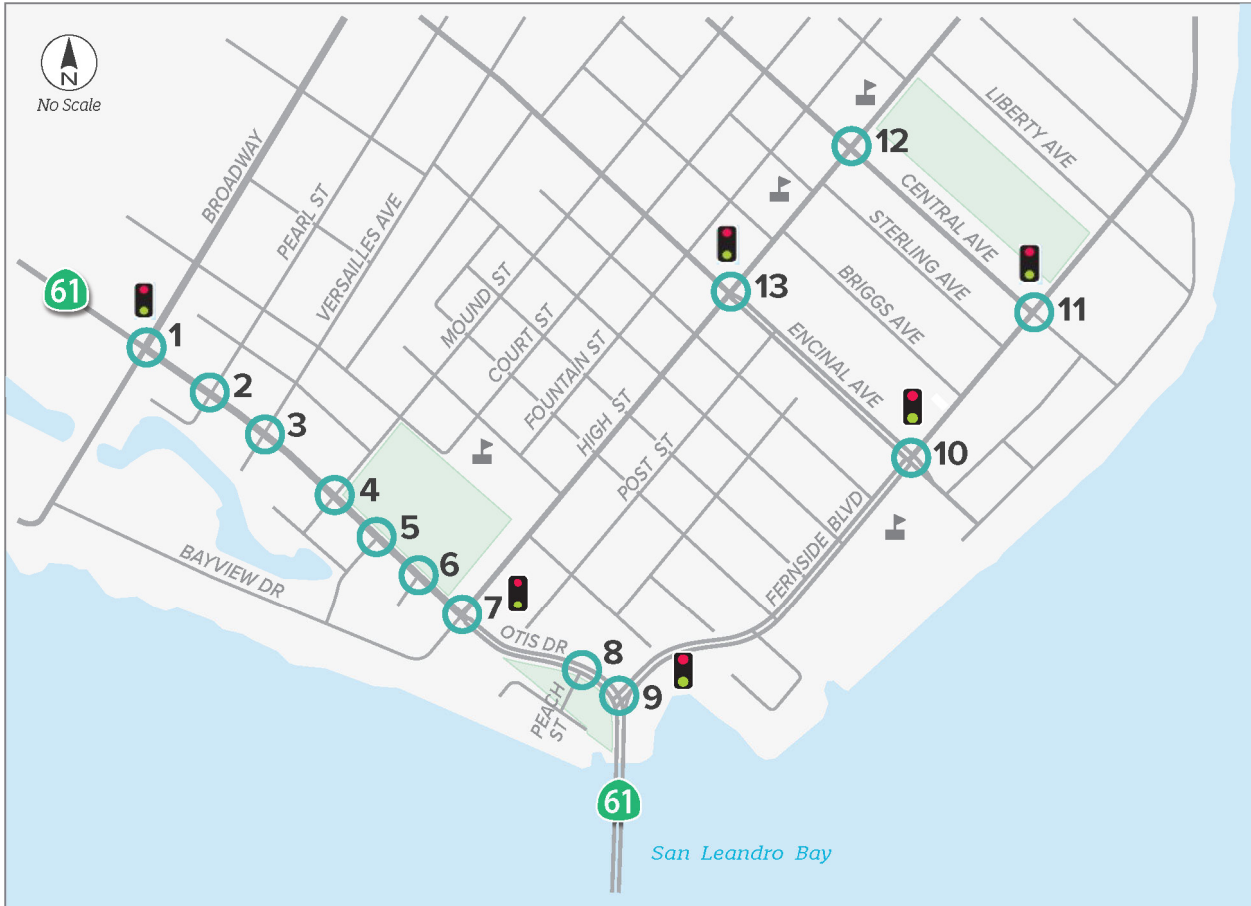 N
No Scale
BROADWAY
PEARL ST
VERSAILLES AVE
MOUND ST
COURT ST
FOUNTAIN ST
HIGH ST
POST ST
LIBERTY AVE
CENTRAL AVE
STERLING AVE
BRIGGS AVE
ENCINAL AVE
FERNSIDE BLVD
BAYVIEW DR
OTIS DR
PEACH
ST
61
1
2
3
4
5
6
7
8
9
10
11
12
13
61
San Leandro Bay